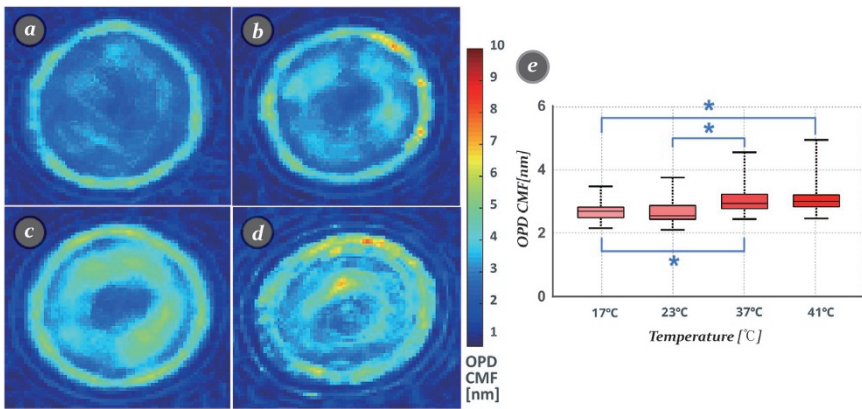 a
b
c
d
10
9
8
7
6
5
4
3
2
1
OPD
CMF
[nm]
e
OPD CMF[nm]
6
4
2
0
*
*
*
17°C 23°C 37°C 41°C
Temperature [°C]